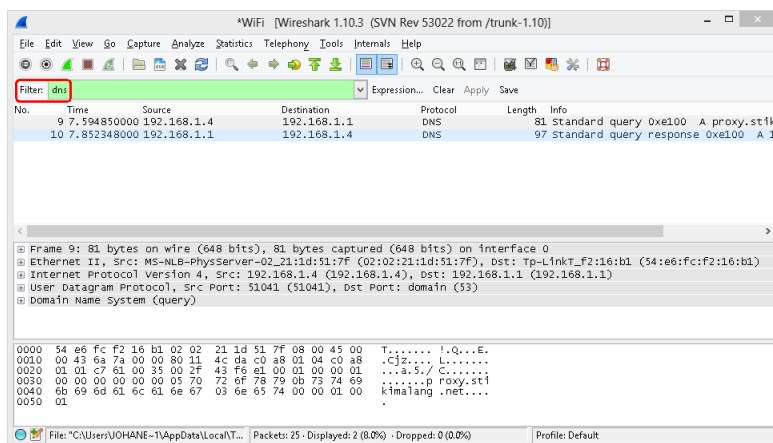 *WiFi [Wireshark 1.10.3 (SVN Rev 53022 from /trunk-1.10)]
File Edit View Go Capture Analyze Statistics Telephony Tools Internals Help
Filter: dns Expression... Clear Apply Save
No. Time Source Destination Protocol Length Info
9 7.594850000 192.168.1.4 192.168.1.1 DNS 81 Standard query 0xe100 A proxy.stik
10 7.852348000 192.168.1.1 192.168.1.4 DNS 97 Standard query response 0xe100 A 1
Frame 9: 81 bytes on wire (648 bits), 81 bytes captured (648 bits) on interface 0
Ethernet II, Src: MS-NLB-PhysServer-02_21:1d:51:7f (02:02:21:1d:51:7f), Dst: Tp-LinkT_f2:16:b1 (54:e6:fc:f2:16:b1)
Internet Protocol Version 4, Src: 192.168.1.4 (192.168.1.4), Dst: 192.168.1.1 (192.168.1.1)
User Datagram Protocol, Src Port: 51041 (51041), Dst Port: domain (53)
Domain Name System (query)
0000 54 e6 fc f2 16 b1 02 02 21 1d 51 7f 08 00 45 00 T....... !.Q...E.
0010 00 43 6a 7a 00 00 80 11 4c da c0 a8 01 04 c0 a8 .Cjz.... L.......
0020 01 01 c7 61 00 35 00 2f 43 f6 e1 00 01 00 00 01 ...a.5./ C.......
0030 00 00 00 00 00 00 05 70 72 6f 78 79 0b 73 74 69 .......p roxy.sti
0040 6b 69 6d 61 6c 61 6e 67 03 6e 65 74 00 00 01 00 kimalang .net....
0050 01 .
File: "C:\Users\JOHANE~1\AppData\Local\T... Packets: 25 · Displayed: 2 (8.0%) · Dropped: 0 (0.0%) Profile: Default